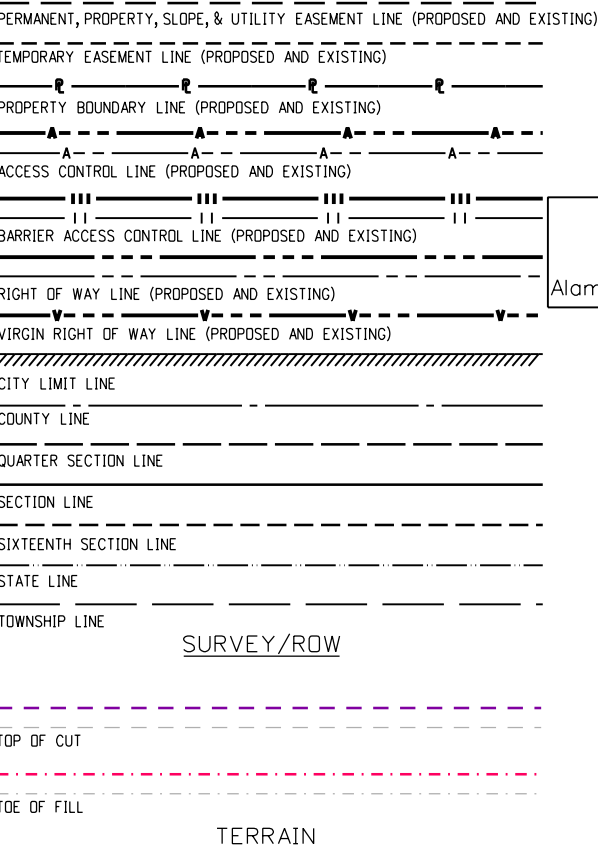 PERMANENT, PROPERTY, SLOPE, & UTILITY EASEMENT LINE (PROPOSED AND EXISTING)
TEMPORARY EASEMENT LINE (PROPOSED AND EXISTING)
PROPERTY BOUNDARY LINE (PROPOSED AND EXISTING)
A A A A
A A A A
ACCESS CONTROL LINE (PROPOSED AND EXISTING)
BARRIER ACCESS CONTROL LINE (PROPOSED AND EXISTING)
Alam
RIGHT OF WAY LINE (PROPOSED AND EXISTING)
V V V V
VIRGIN RIGHT OF WAY LINE (PROPOSED AND EXISTING)
CITY LIMIT LINE
COUNTY LINE
QUARTER SECTION LINE
SECTION LINE
SIXTEENTH SECTION LINE
STATE LINE
TOWNSHIP LINE
SURVEY/ROW
TOP OF CUT
TOE OF FILL
TERRAIN